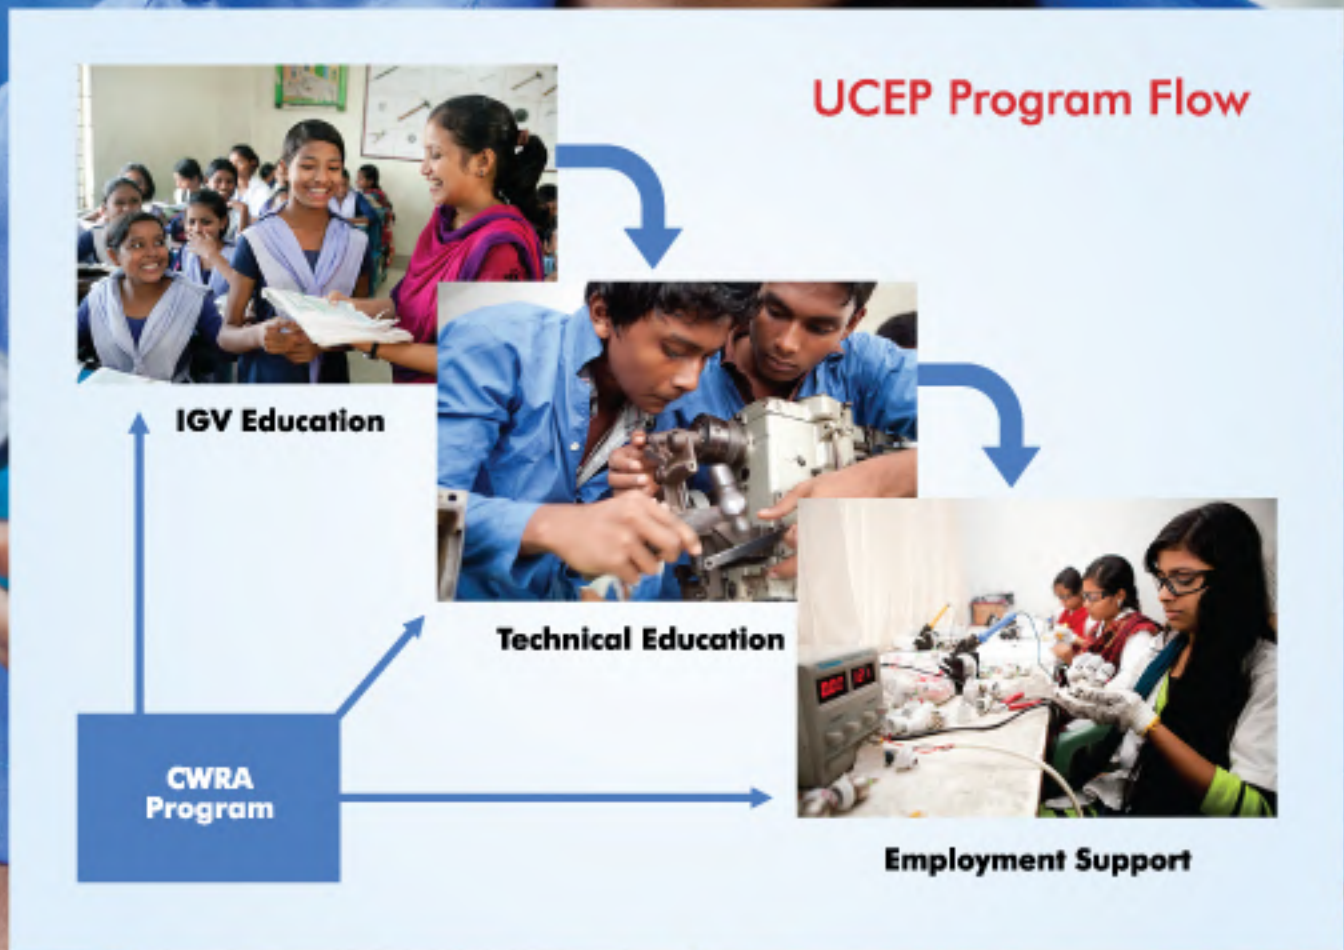 UCEP Program Flow
IGV Education
Technical Education
CWRA
Program
Employment Support